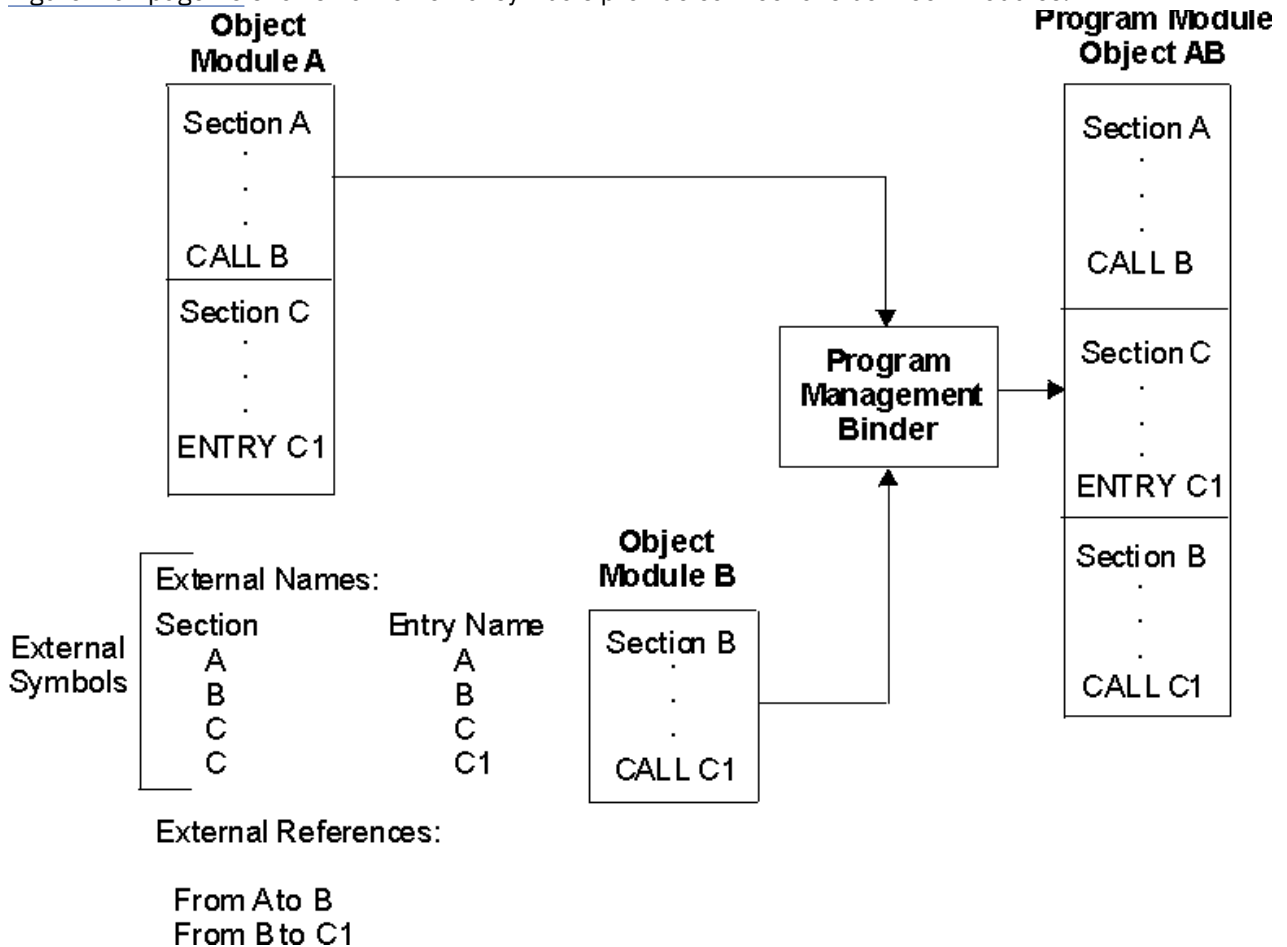 Object
Module A
Section A
.
.
.
CALL B
Section C
.
.
.
ENTRY C1
Program Module
Object AB
Section A
.
.
.
CALL B
Section C
.
.
.
ENTRY C1
Section B
.
.
.
CALL C1
Program
Management
Binder
Object
Module B
Section B
.
.
.
CALL C1
External
Symbols
External Names:
Section Entry Name
A A
B B
C C
C C1
External References:
From A to B
From B to C1